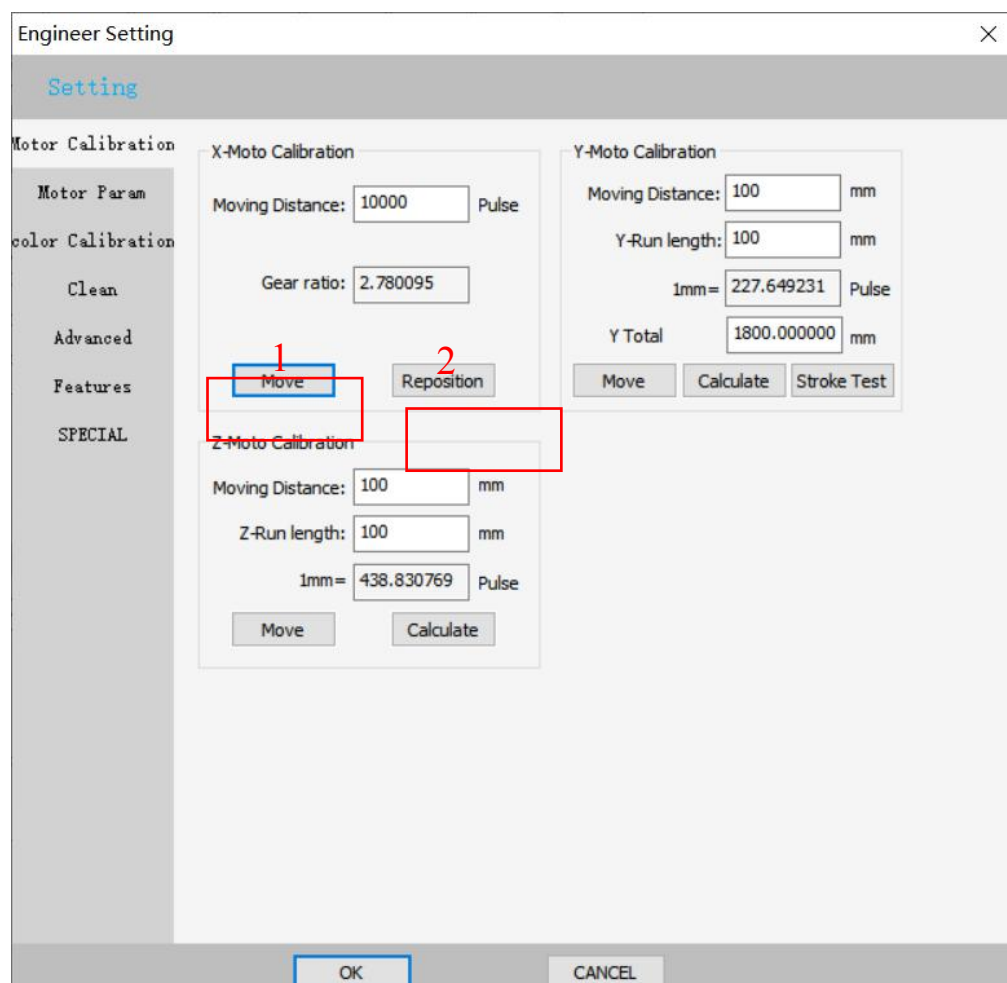 Engineer Setting
Setting
Motor Calibration
Motor Param
color Calibration
Clean
Advanced
Features
SPECIAL
X-Moto Calibration
Moving Distance: 10000 Pulse
Gear ratio: 2.780095
1 2
Move Reposition
Y-Moto Calibration
Moving Distance: 100 mm
Y-Run length: 100 mm
1mm= 227.649231 Pulse
Y Total 1800.000000 mm
Move Calculate Stroke Test
Z-Moto Calibration
Moving Distance: 100 mm
Z-Run length: 100 mm
1mm= 438.830769 Pulse
Move Calculate
OK CANCEL